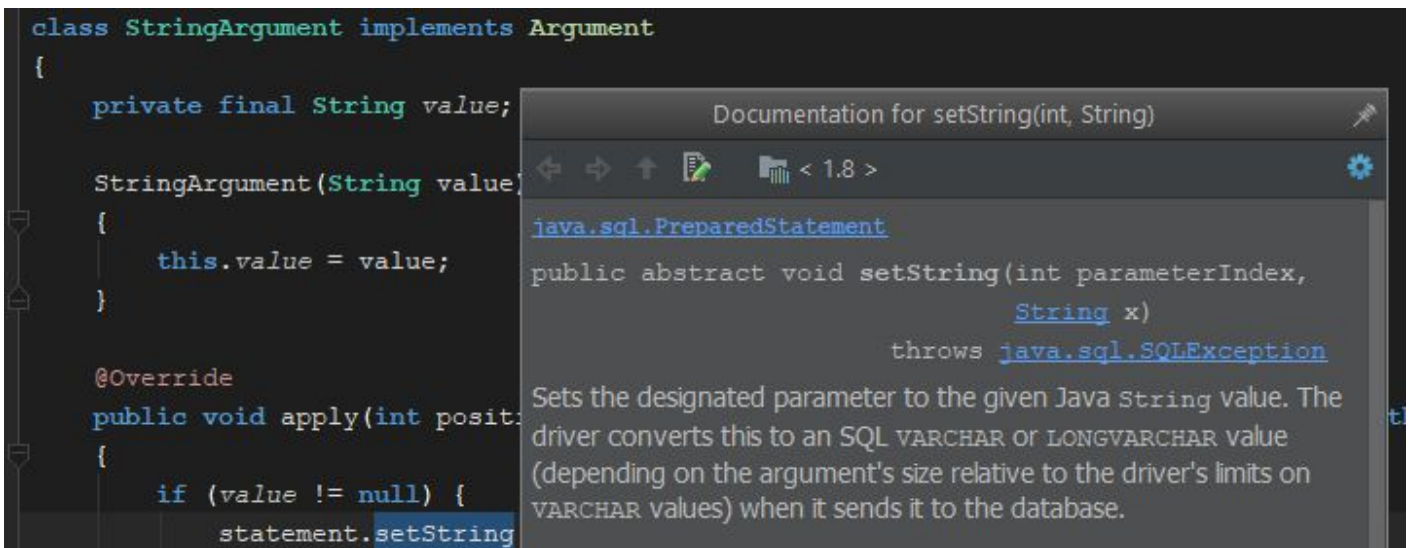 class StringArgument implements Argument
{
private final String value;
Documentation for setString(int, String)
< 1.8 >
StringArgument(String value)
{
java.sql.PreparedStatement
this.value = value;
public abstract void setString(int parameterIndex,
}
String x)
throws java.sql.SQLException
@Override
Sets the designated parameter to the given Java String value. The
public void apply(int
driver converts this to an SQL VARCHAR or LONGVARCHAR value
{
(depending on the argument's size relative to the driver's limits on
if (value != null) {
VARCHAR values) when it sends it to the database.
statement.setString